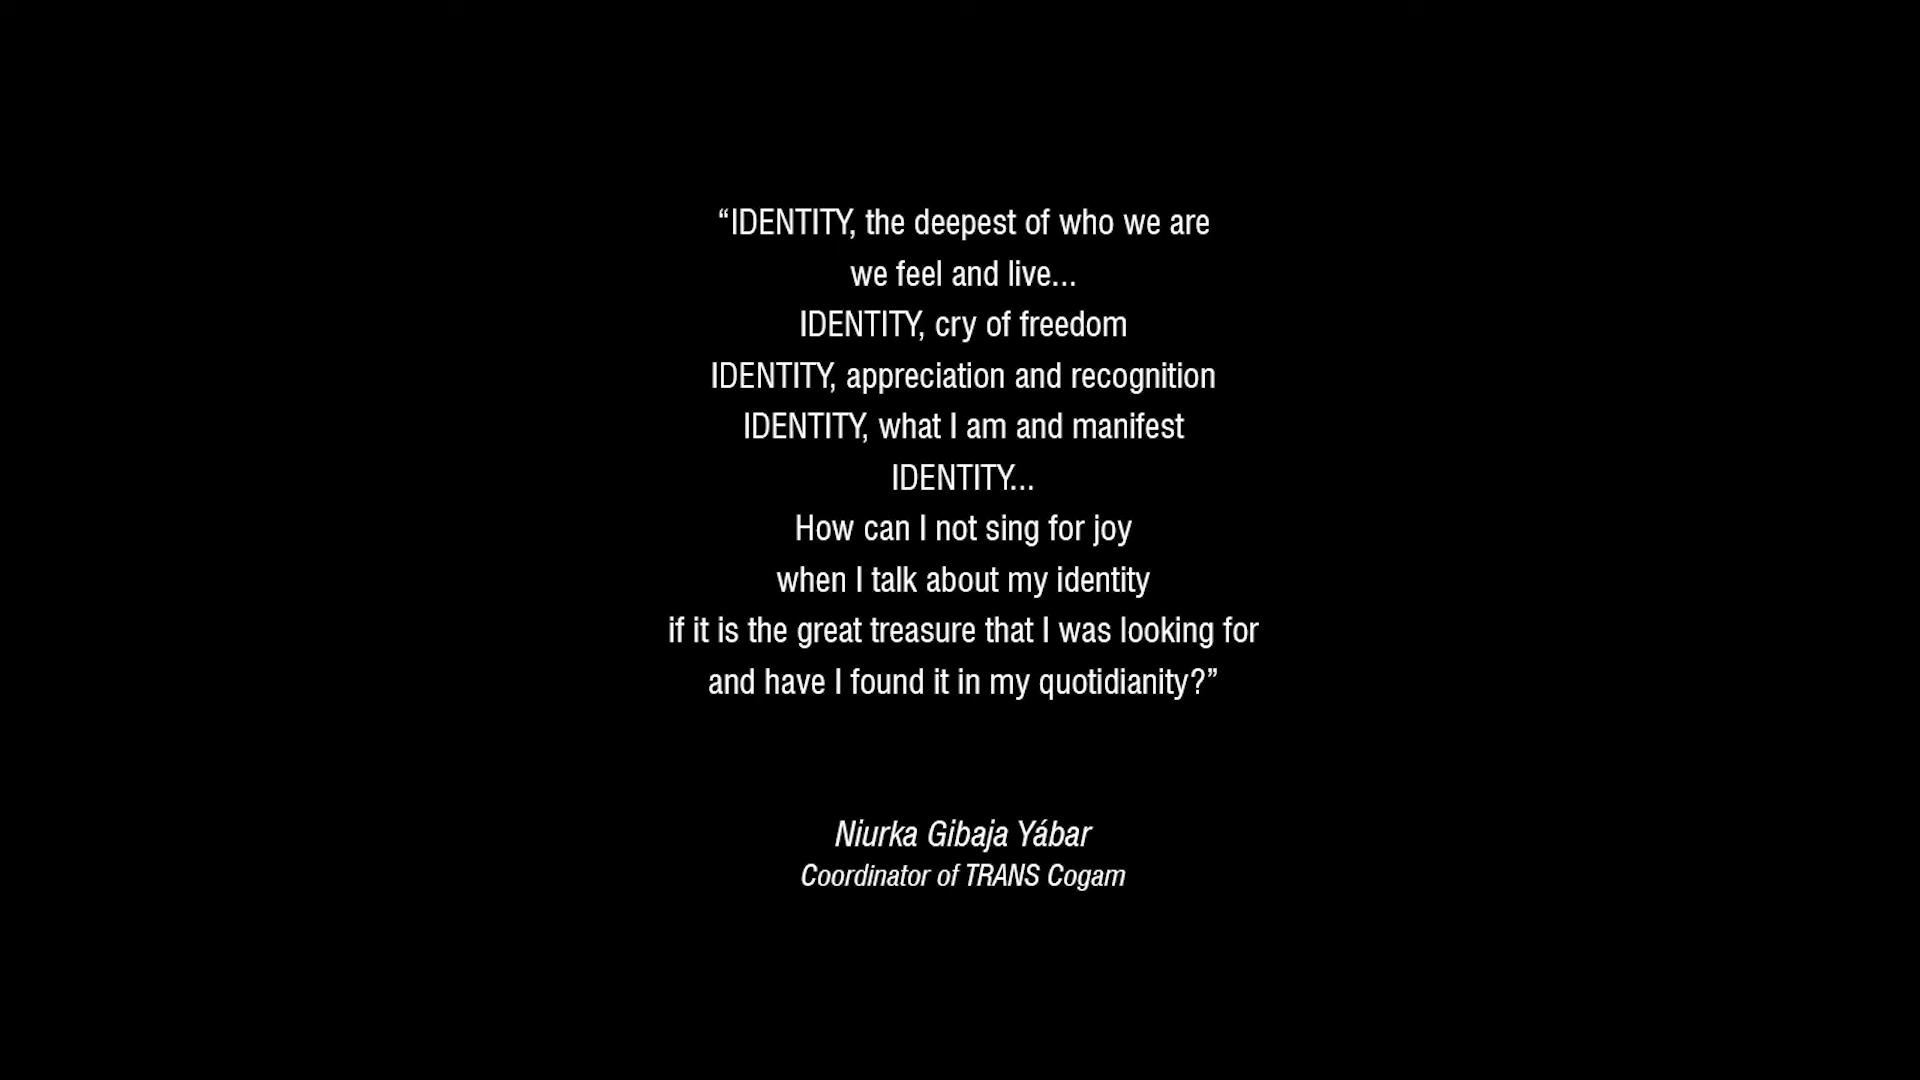 “IDENTITY, the deepest of who we are
we feel and live...
IDENTITY, cry of freedom
IDENTITY, appreciation and recognition
IDENTITY, what I am and manifest
IDENTITY...
How can I not sing for joy
when I talk about my identity
if it is the great treasure that I was looking for
and have I found it in my quotidianity?”
Niurka Gibaja Yábar
Coordinator of TRANS Cogam